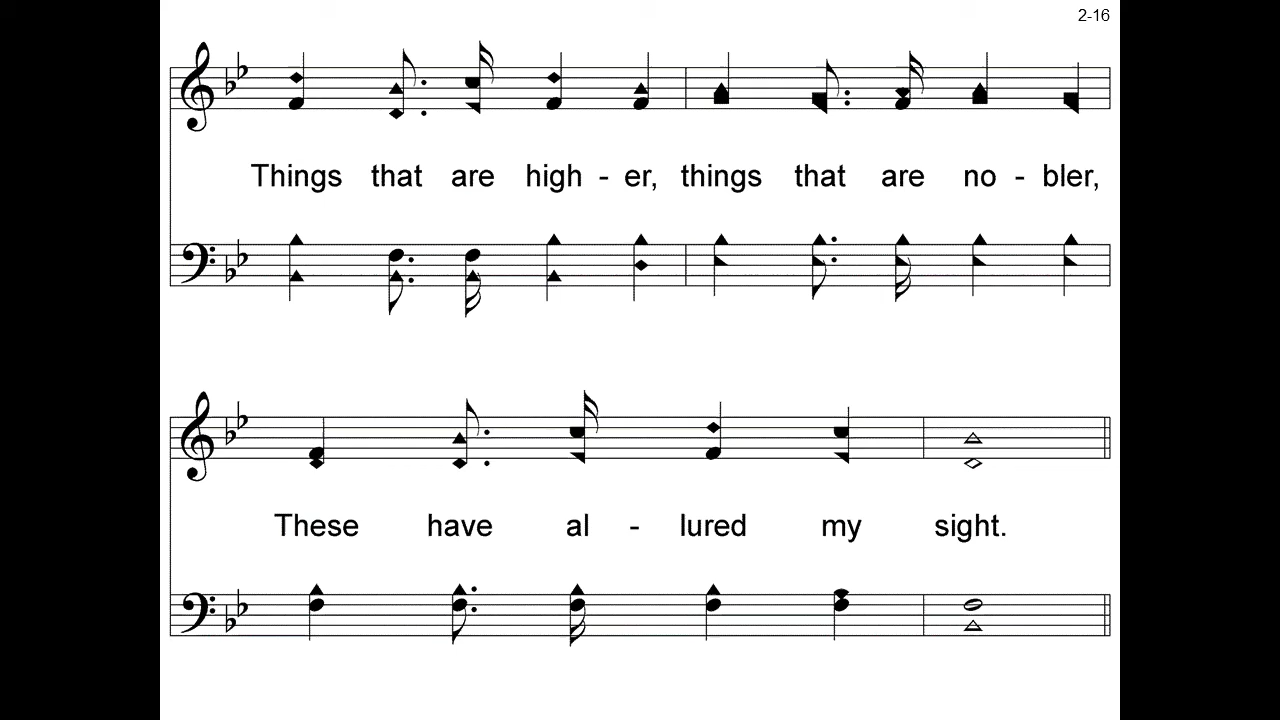 2-16
Things that are high - er, things that are no - bler,
These have al - lured my sight.